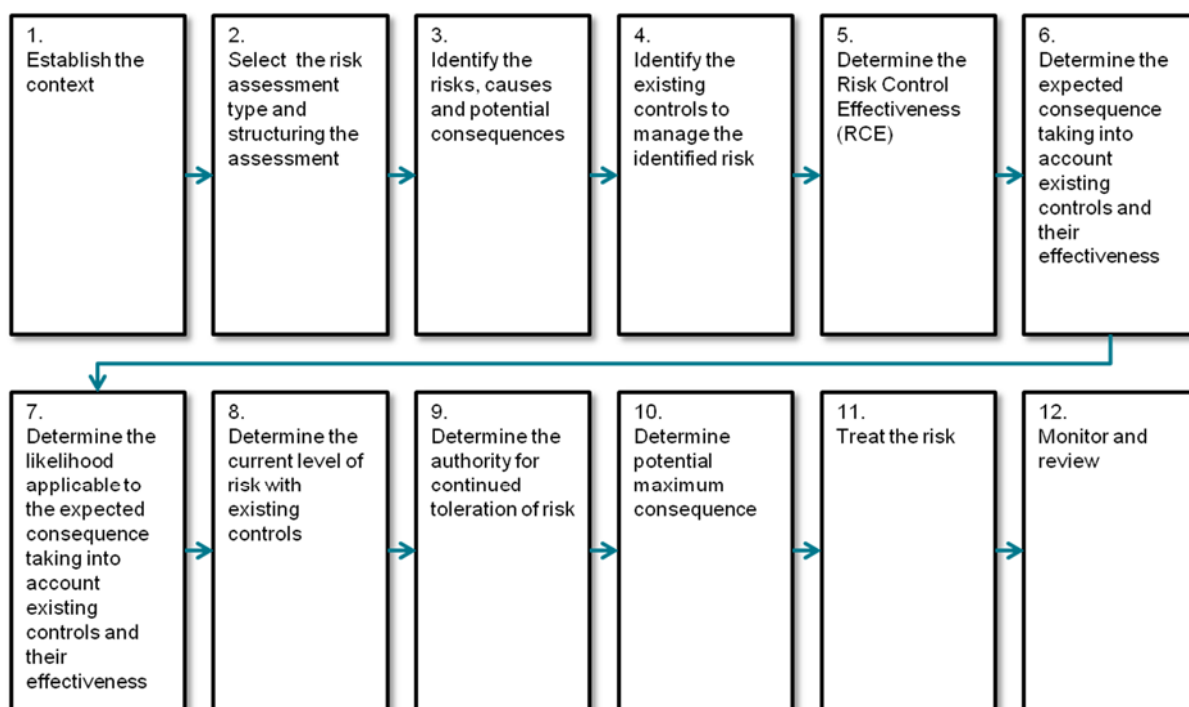 1.
Establish the
context
2.
Select  the risk
assessment
type and
structuring the
assessment
3.
Identify the
risks, causes
and potential
consequences
4.
Identify the
existing
controls to
manage the
identified risk
5.
Determine the
Risk Control
Effectiveness
(RCE)
6.
Determine the
expected
consequence
taking into
account
existing
controls and
their
effectiveness
7.
Determine the
likelihood
applicable to
the expected
consequence
taking into
account
existing
controls and
their
effectiveness
8.
Determine the
current level of
risk with
existing
controls
9.
Determine the
authority for
continued
toleration of risk
10.
Determine
potential
maximum
consequence
11.
Treat the risk
12.
Monitor and
review